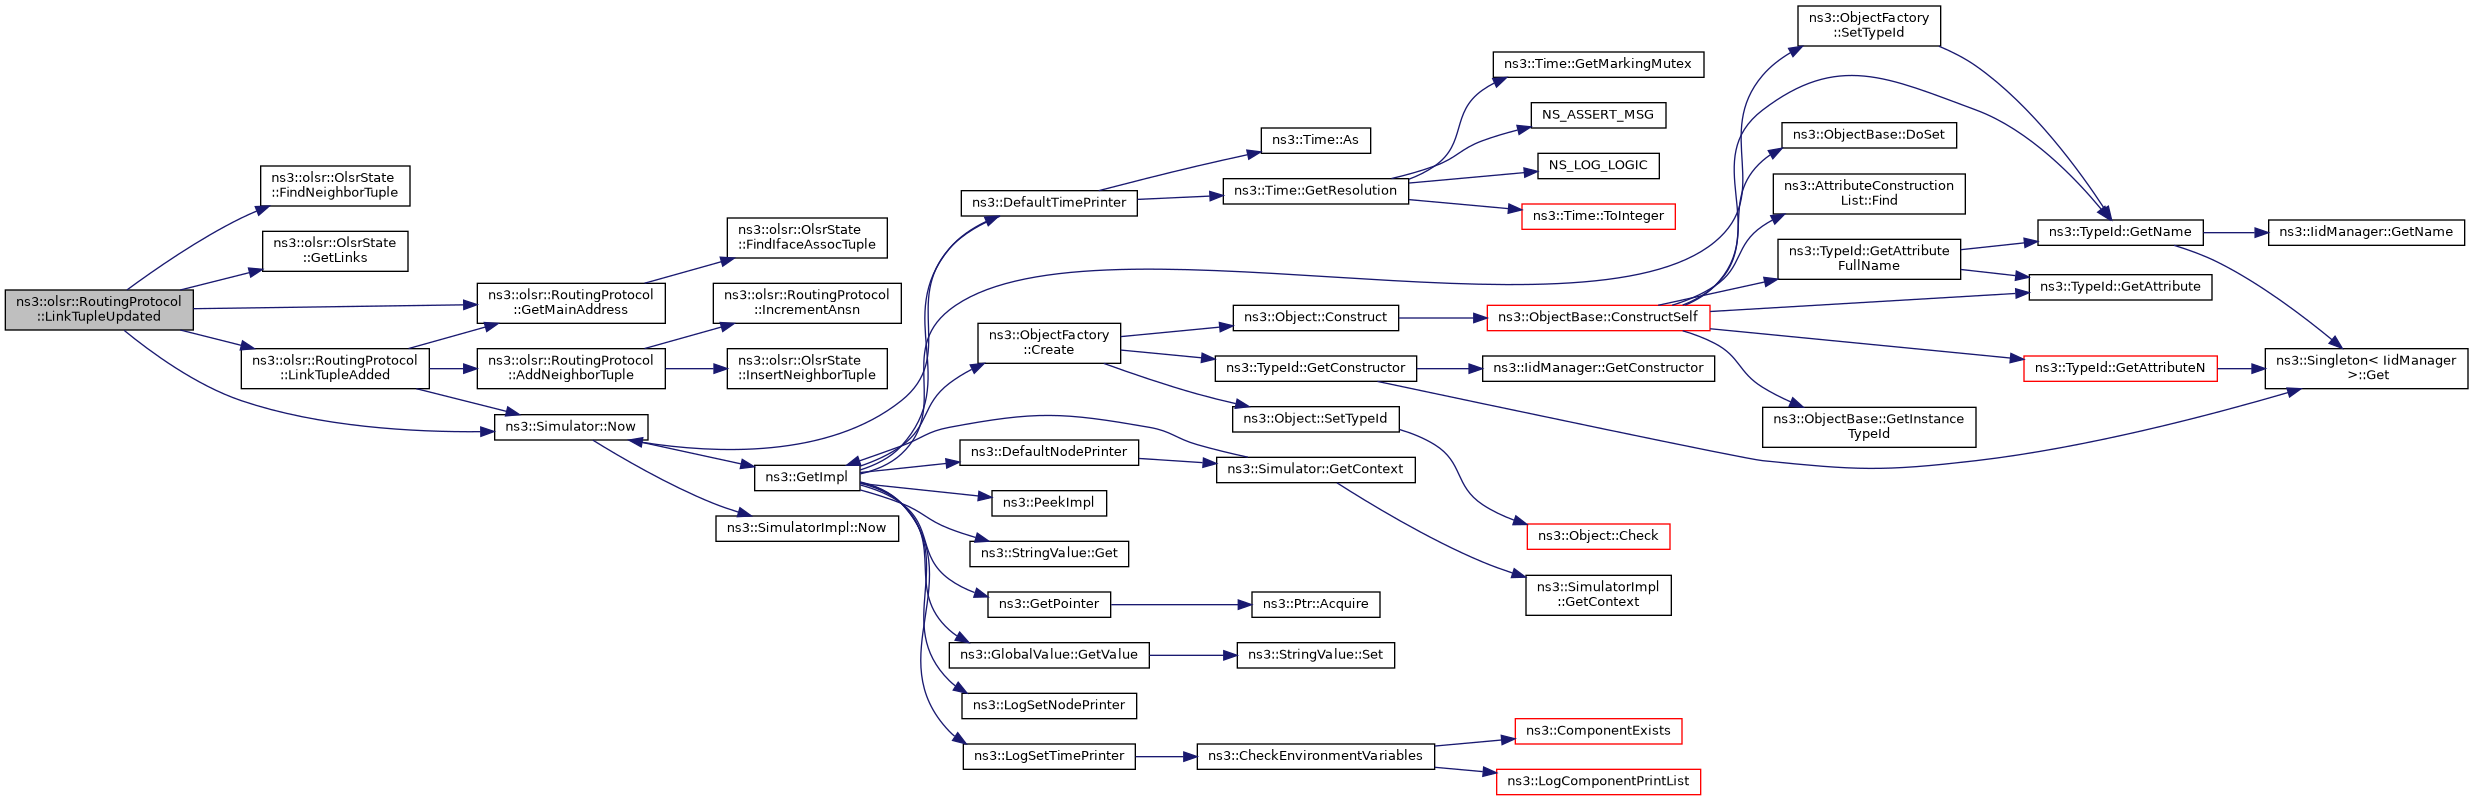 ns3::olsr::RoutingProtocol
::LinkTupleUpdated
ns3::olsr::OlsrState
::FindNeighborTuple
ns3::olsr::OlsrState
::GetLinks
ns3::olsr::RoutingProtocol
::LinkTupleAdded
ns3::olsr::RoutingProtocol
::GetMainAddress
ns3::olsr::RoutingProtocol
::AddNeighborTuple
ns3::Simulator::Now
ns3::olsr::OlsrState
::FindIfaceAssocTuple
ns3::olsr::RoutingProtocol
::IncrementAnsn
ns3::olsr::OlsrState
::InsertNeighborTuple
ns3::GetImpl
ns3::SimulatorImpl::Now
ns3::DefaultTimePrinter
ns3::ObjectFactory
::Create
ns3::DefaultNodePrinter
ns3::PeekImpl
ns3::StringValue::Get
ns3::GetPointer
ns3::GlobalValue::GetValue
ns3::LogSetNodePrinter
ns3::LogSetTimePrinter
ns3::Time::As
ns3::Time::GetResolution
ns3::Object::Construct
ns3::TypeId::GetConstructor
ns3::Object::SetTypeId
ns3::Simulator::GetContext
ns3::Ptr::Acquire
ns3::StringValue::Set
ns3::CheckEnvironmentVariables
ns3::Time::GetMarkingMutex
NS_ASSERT_MSG
NS_LOG_LOGIC
ns3::Time::ToInteger
ns3::ObjectBase::ConstructSelf
ns3::IidManager::GetConstructor
ns3::Object::Check
ns3::SimulatorImpl
::GetContext
ns3::ComponentExists
ns3::LogComponentPrintList
ns3::ObjectFactory
::SetTypeId
ns3::ObjectBase::DoSet
ns3::AttributeConstruction
List::Find
ns3::TypeId::GetAttribute
FullName
ns3::ObjectBase::GetInstance
TypeId
ns3::TypeId::GetName
ns3::TypeId::GetAttribute
ns3::TypeId::GetAttributeN
ns3::IidManager::GetName
ns3::Singleton< IidManager
>::Get